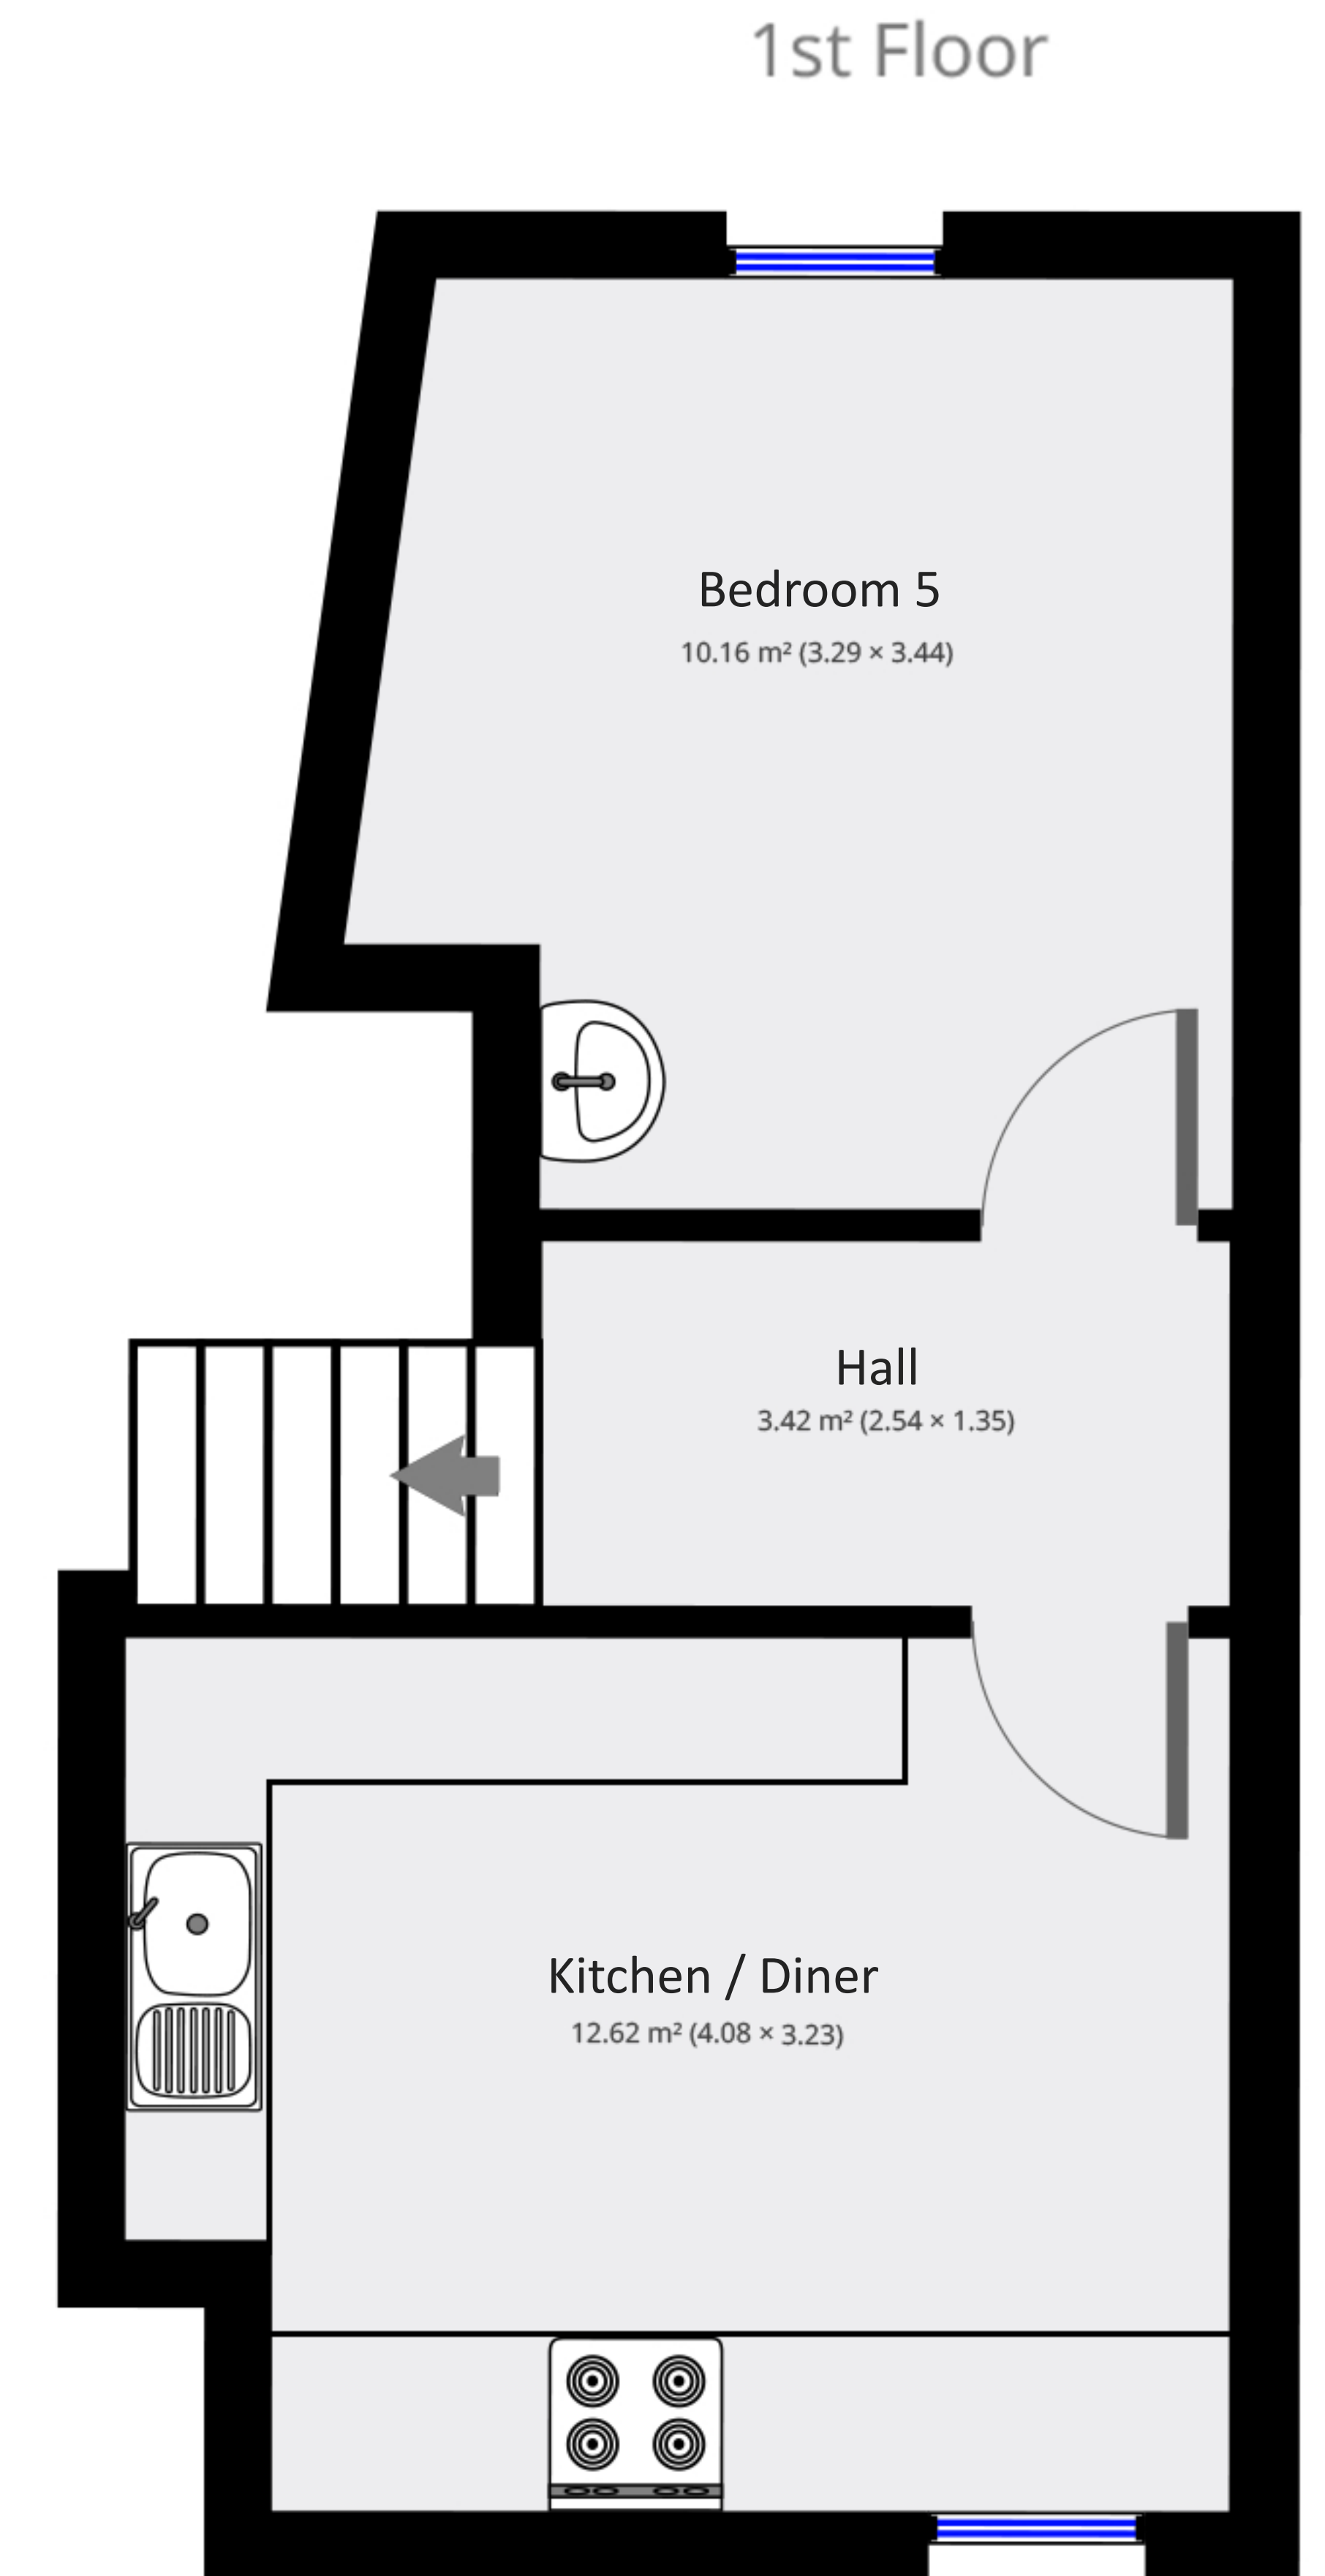 1st Floor
Bedroom 5
10.16 m² (3.29 × 3.44)
Hall
3.42 m² (2.54 × 1.35)
Kitchen / Diner
12.62 m² (4.08 × 3.23)